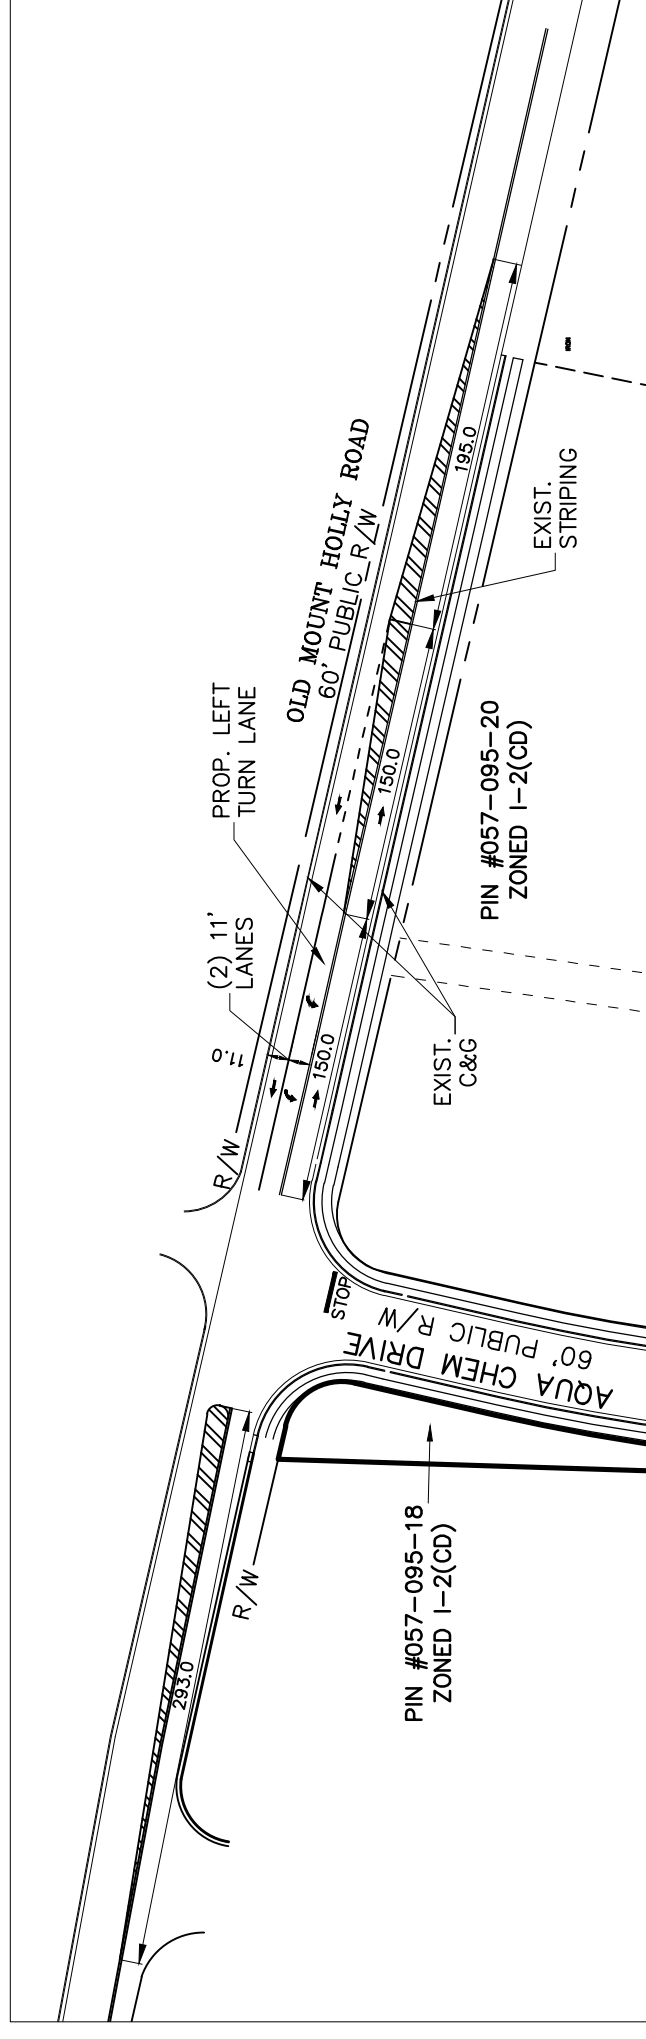 OLD MOUNT HOLLY ROAD
60' PUBLIC R/W
PROP. LEFT
TURN LANE
(2) 11'
LANES
11.0
R/W
195.0
150.0
150.0
EXIST.
STRIPING
EXIST.
C&G
PIN #057-095-20
ZONED I-2(CD)
IRON
STOP
AQUA CHEM DRIVE
60' PUBLIC R/W
293.0
R/W
PIN #057-095-18
ZONED I-2(CD)